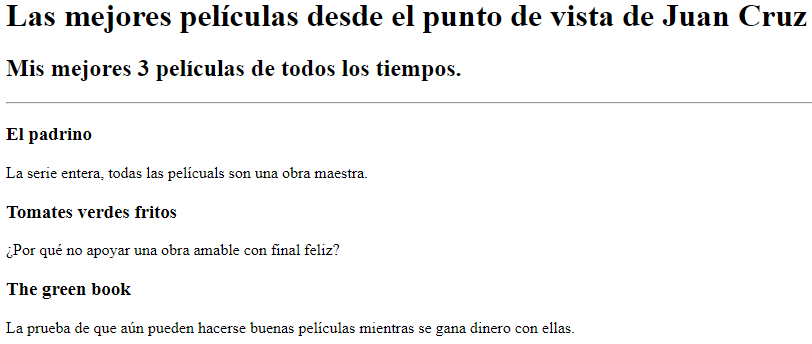 Las mejores películas desde el punto de vista de Juan Cruz
Mis mejores 3 películas de todos los tiempos.
El padrino
La serie entera, todas las pelícuals son una obra maestra.
Tomates verdes fritos
¿Por qué no apoyar una obra amable con final feliz?
The green book
La prueba de que aún pueden hacerse buenas películas mientras se gana dinero con ellas.